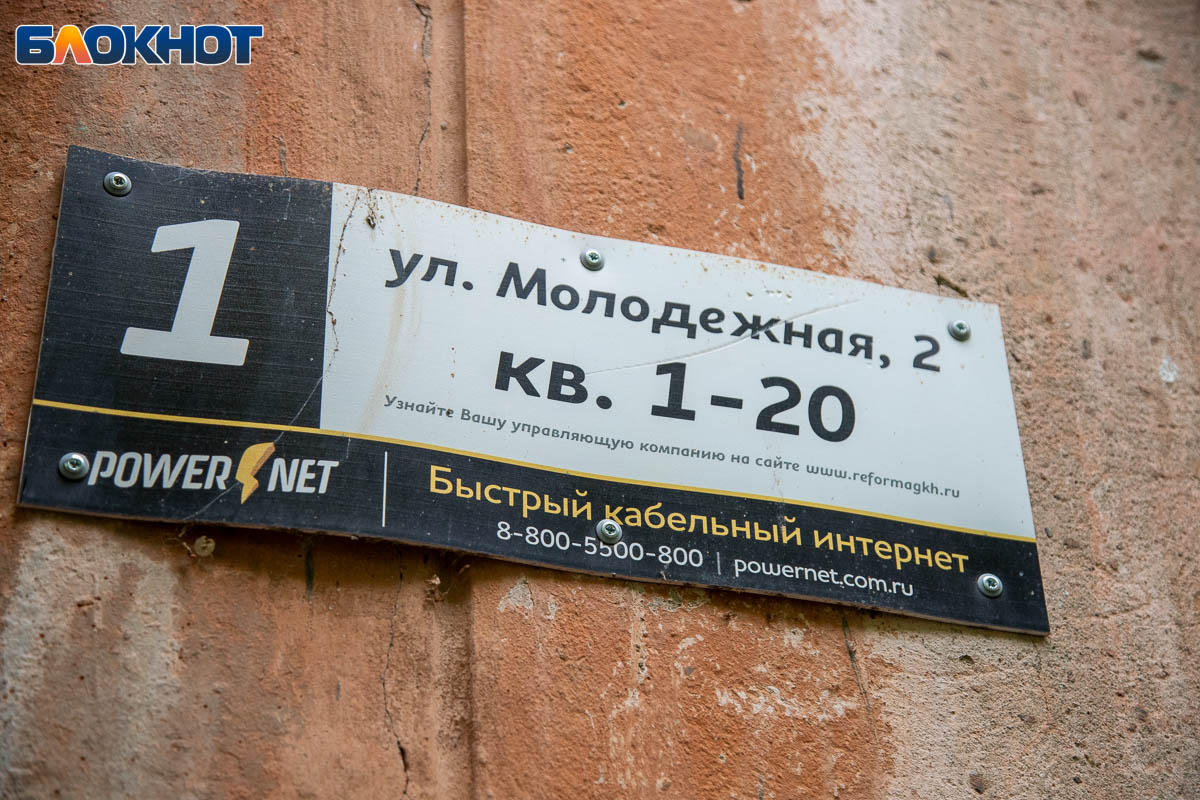 БЛОКНОТ
1
ул. Молодежная, 2
кв. 1-20
Узнайте Вашу управляющую компанию на сайте www.reformagkh.ru
POWER NET
Быстрый кабельный интернет
8-800-5500-800 | powernet.com.ru